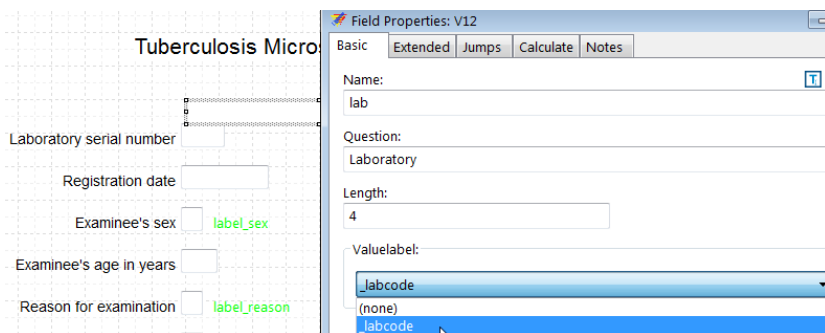 Tuberculosis Micros
Laboratory serial number
Registration date
Examinee's sex label_sex
Examinee's age in years
Reason for examination label_reason
Field Properties: V12
Basic Extended Jumps Calculate Notes
Name:
lab
Question:
Laboratory
Length:
4
Valuelabel:
_labcode
(none)
_labcode